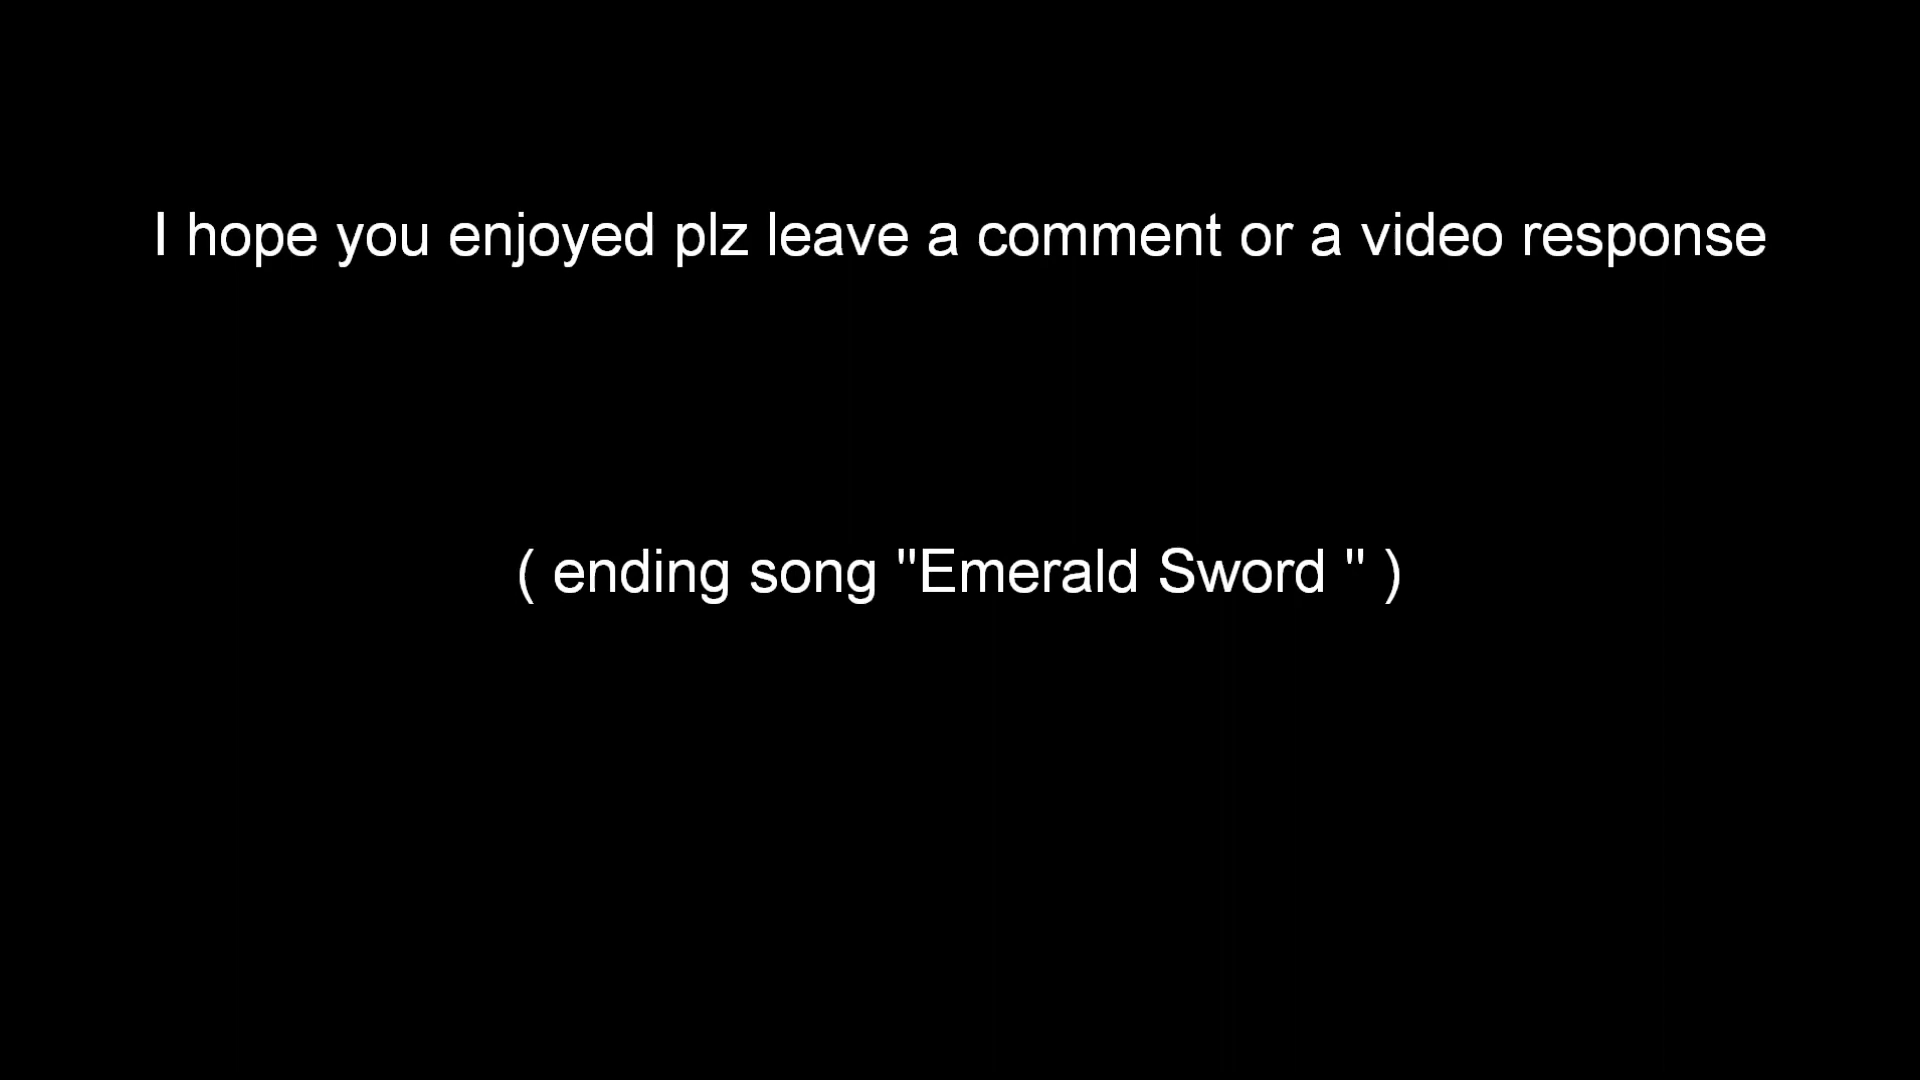 I hope you enjoyed plz leave a comment or a video response
( ending song "Emerald Sword " )